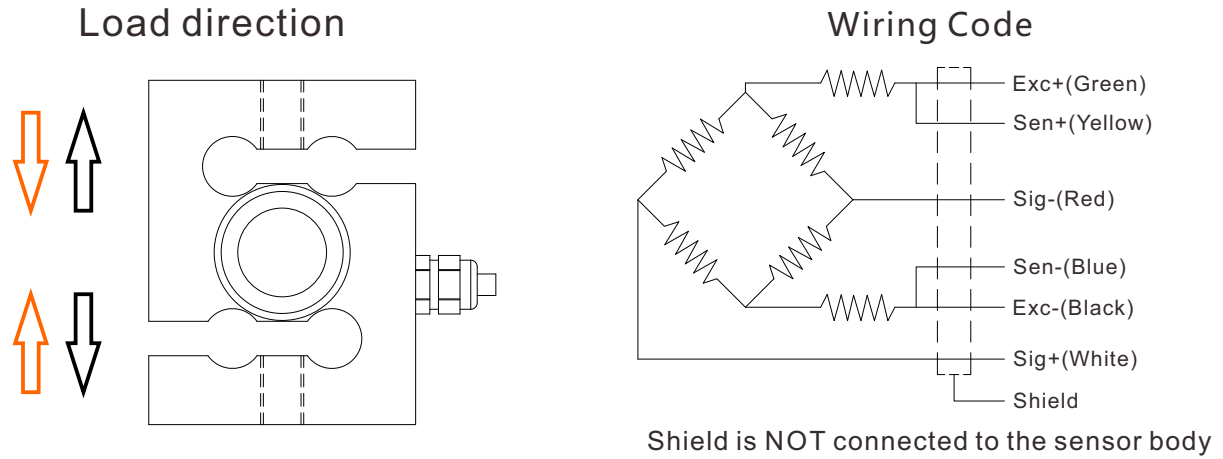 Load direction
Wiring Code
Exc+(Green)
Sen+(Yellow)
Sig-(Red)
Sen-(Blue)
Exc-(Black)
Sig+(White)
Shield
Shield is NOT connected to the sensor body